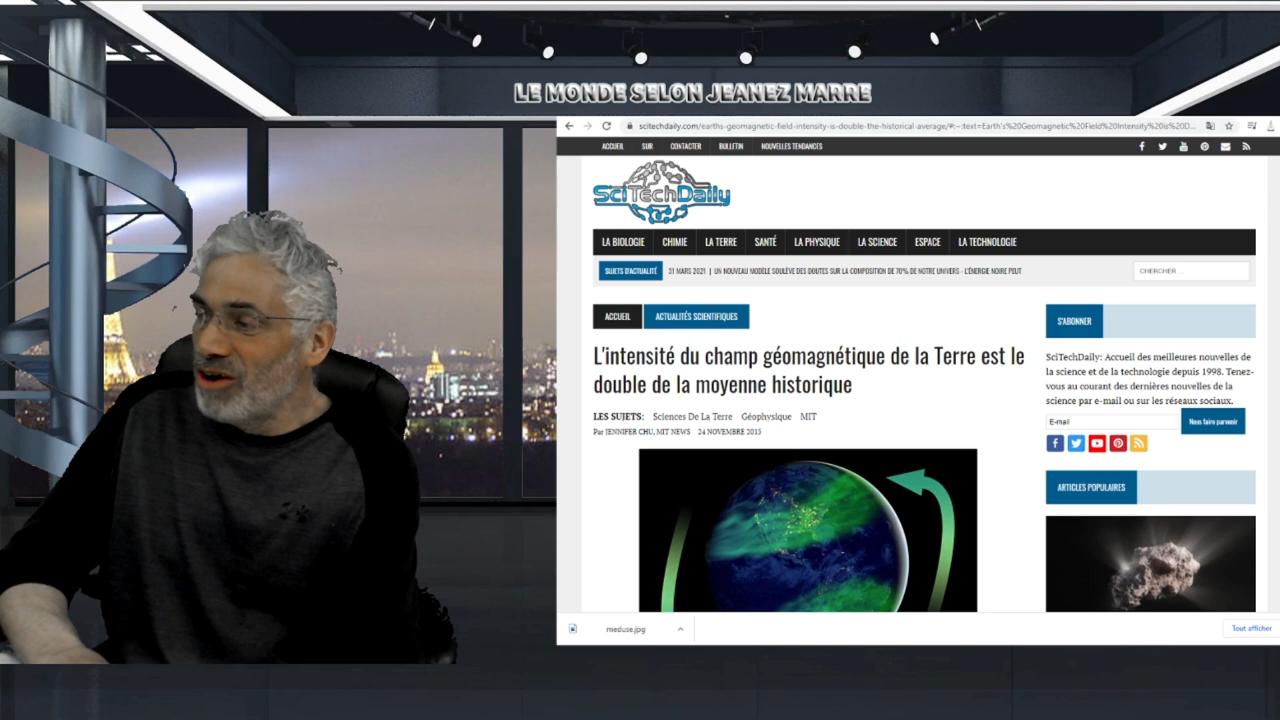 LE MONDE SELON JEANEZ MARRE
scitechdaily.com/earths-geomagnetic-field-intensity-is-double-the-historical-average/#:~:text=Earth's%20Geomagnetic%20Field%20Intensity%20is%20D...
ACCUEIL SUR CONTACTER BULLETIN NOUVELLES TENDANCES
SciTechDaily
LA BIOLOGIE CHIMIE LA TERRE SANTÉ LA PHYSIQUE LA SCIENCE ESPACE LA TECHNOLOGIE
SUJETS D'ACTUALITÉ 31 MARS 2021 | UN NOUVEAU MODÈLE SOULÈVE DES DOUTES SUR LA COMPOSITION DE 70% DE NOTRE UNIVERS - L'ÉNERGIE NOIRE PEUT CHERCHER ...
ACCUEIL ACTUALITÉS SCIENTIFIQUES
L'intensité du champ géomagnétique de la Terre est le
double de la moyenne historique
LES SUJETS: Sciences De La Terre Géophysique MIT
Par JENNIFER CHU, MIT NEWS 24 NOVEMBRE 2015
S'ABONNER
SciTechDaily: Accueil des meilleures nouvelles de
la science et de la technologie depuis 1998. Tenez-
vous au courant des dernières nouvelles de la
science par e-mail ou sur les réseaux sociaux.
E-mail Nous faire parvenir
ARTICLES POPULAIRES
meduse.jpg Tout afficher